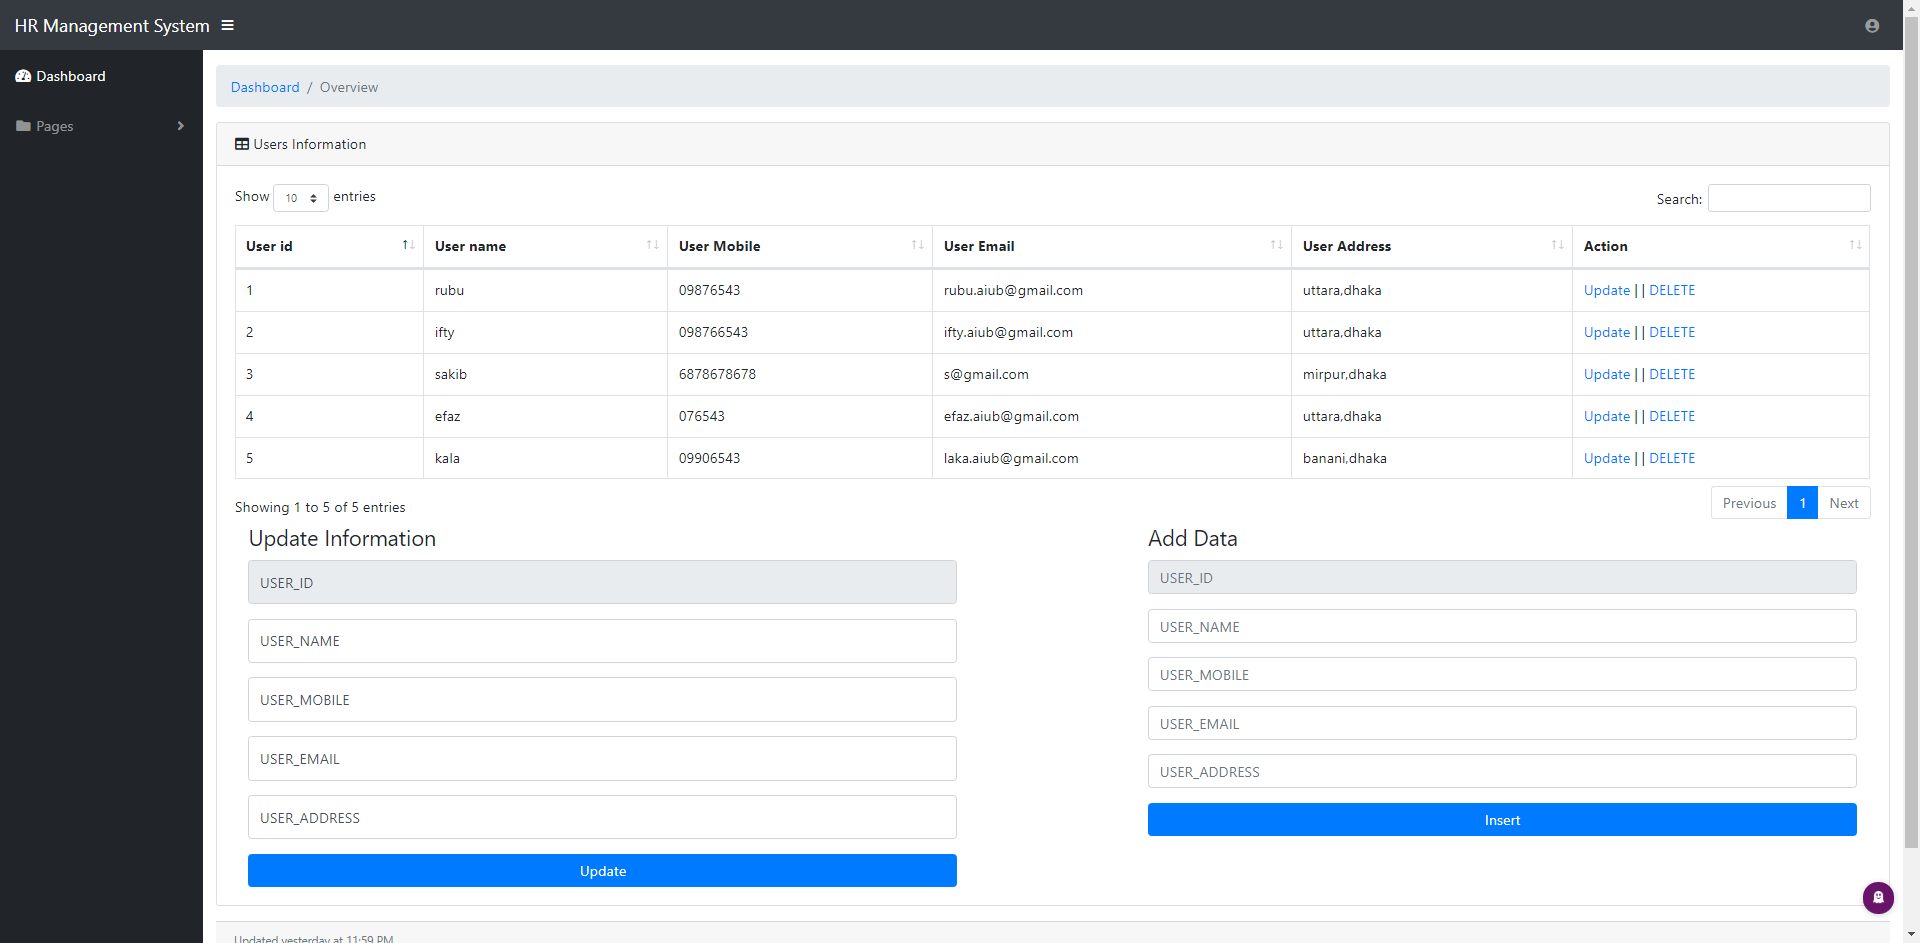 HR Management System
Dashboard
Pages
Dashboard / Overview
Users Information
Show 10 entries
Search:
User id User name User Mobile User Email User Address Action
1 rubu 09876543 rubu.aiub@gmail.com uttara,dhaka Update || DELETE
2 ifty 098766543 ifty.aiub@gmail.com uttara,dhaka Update || DELETE
3 sakib 6878678678 s@gmail.com mirpur,dhaka Update || DELETE
4 efaz 076543 efaz.aiub@gmail.com uttara,dhaka Update || DELETE
5 kala 09906543 laka.aiub@gmail.com banani,dhaka Update || DELETE
Showing 1 to 5 of 5 entries
Previous 1 Next
Update Information
USER_ID
USER_NAME
USER_MOBILE
USER_EMAIL
USER_ADDRESS
Update
Add Data
USER_ID
USER_NAME
USER_MOBILE
USER_EMAIL
USER_ADDRESS
Insert
Updated yesterday at 11:59 PM